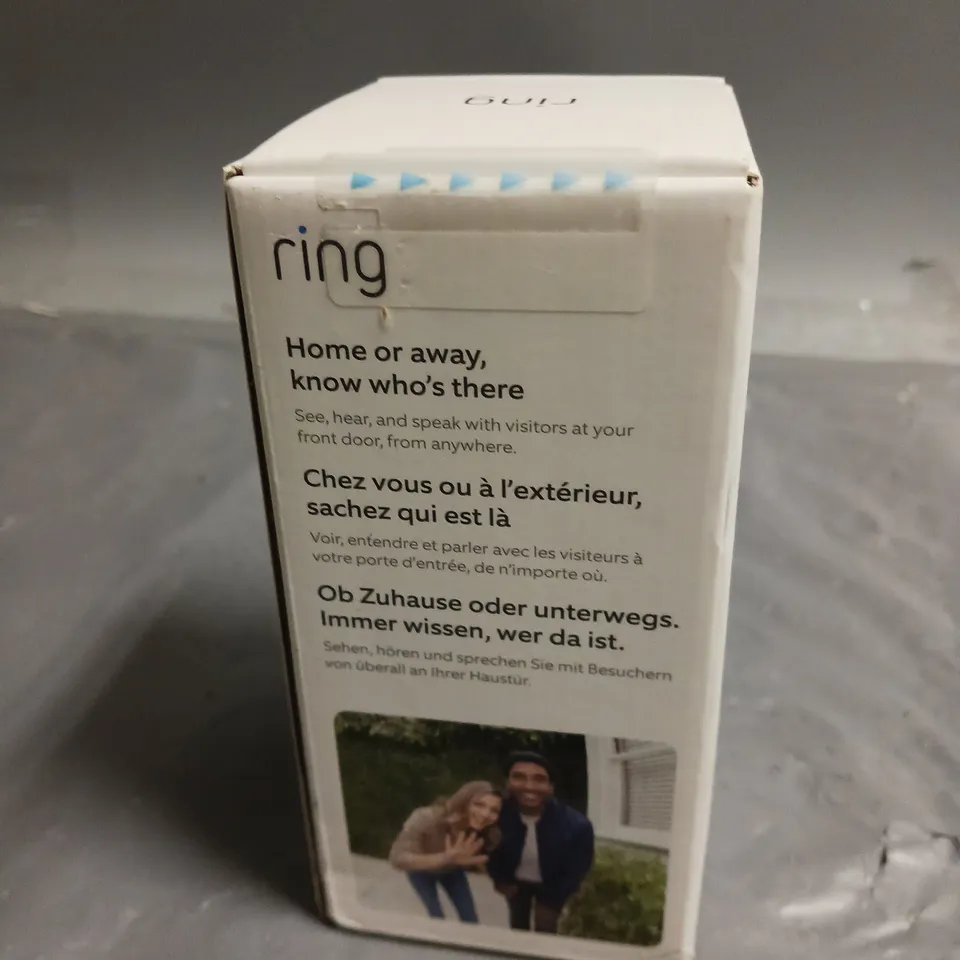 ring
ring
Home or away,
know who's there
See, hear, and speak with visitors at your
front door, from anywhere.
Chez vous ou à l'extérieur,
sachez qui est là
Voir, entendre et parler avec les visiteurs à
votre porte d'entrée, de n'importe où.
Ob Zuhause oder unterwegs.
Immer wissen, wer da ist.
Sehen, hören und sprechen Sie mit Besuchern
von überall an Ihrer Haustür.